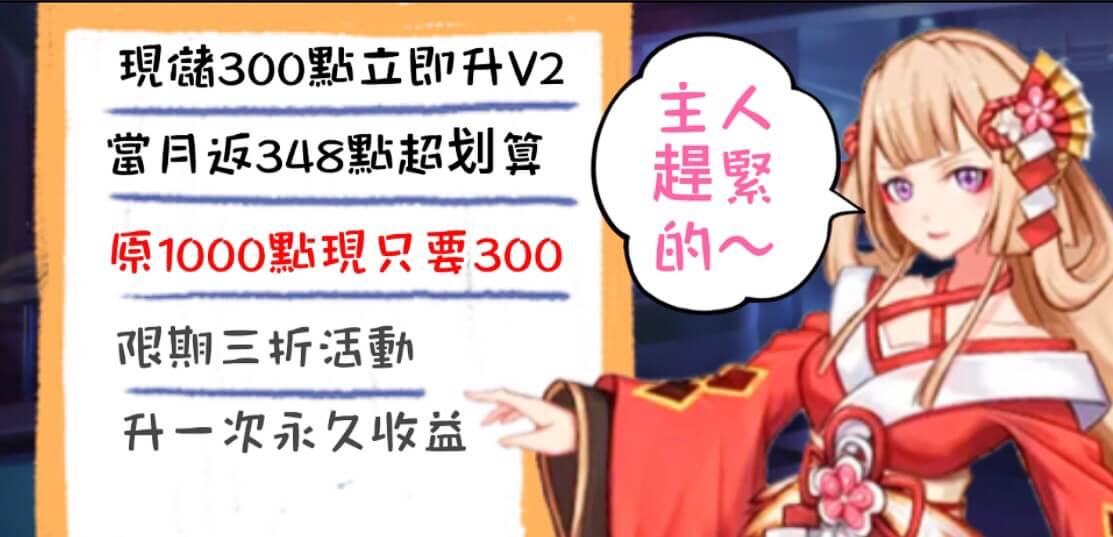 現儲300點立即升V2
當月返348點超划算
原1000點現只要300
限期三折活動
升一次永久收益
主人
趕緊
的～